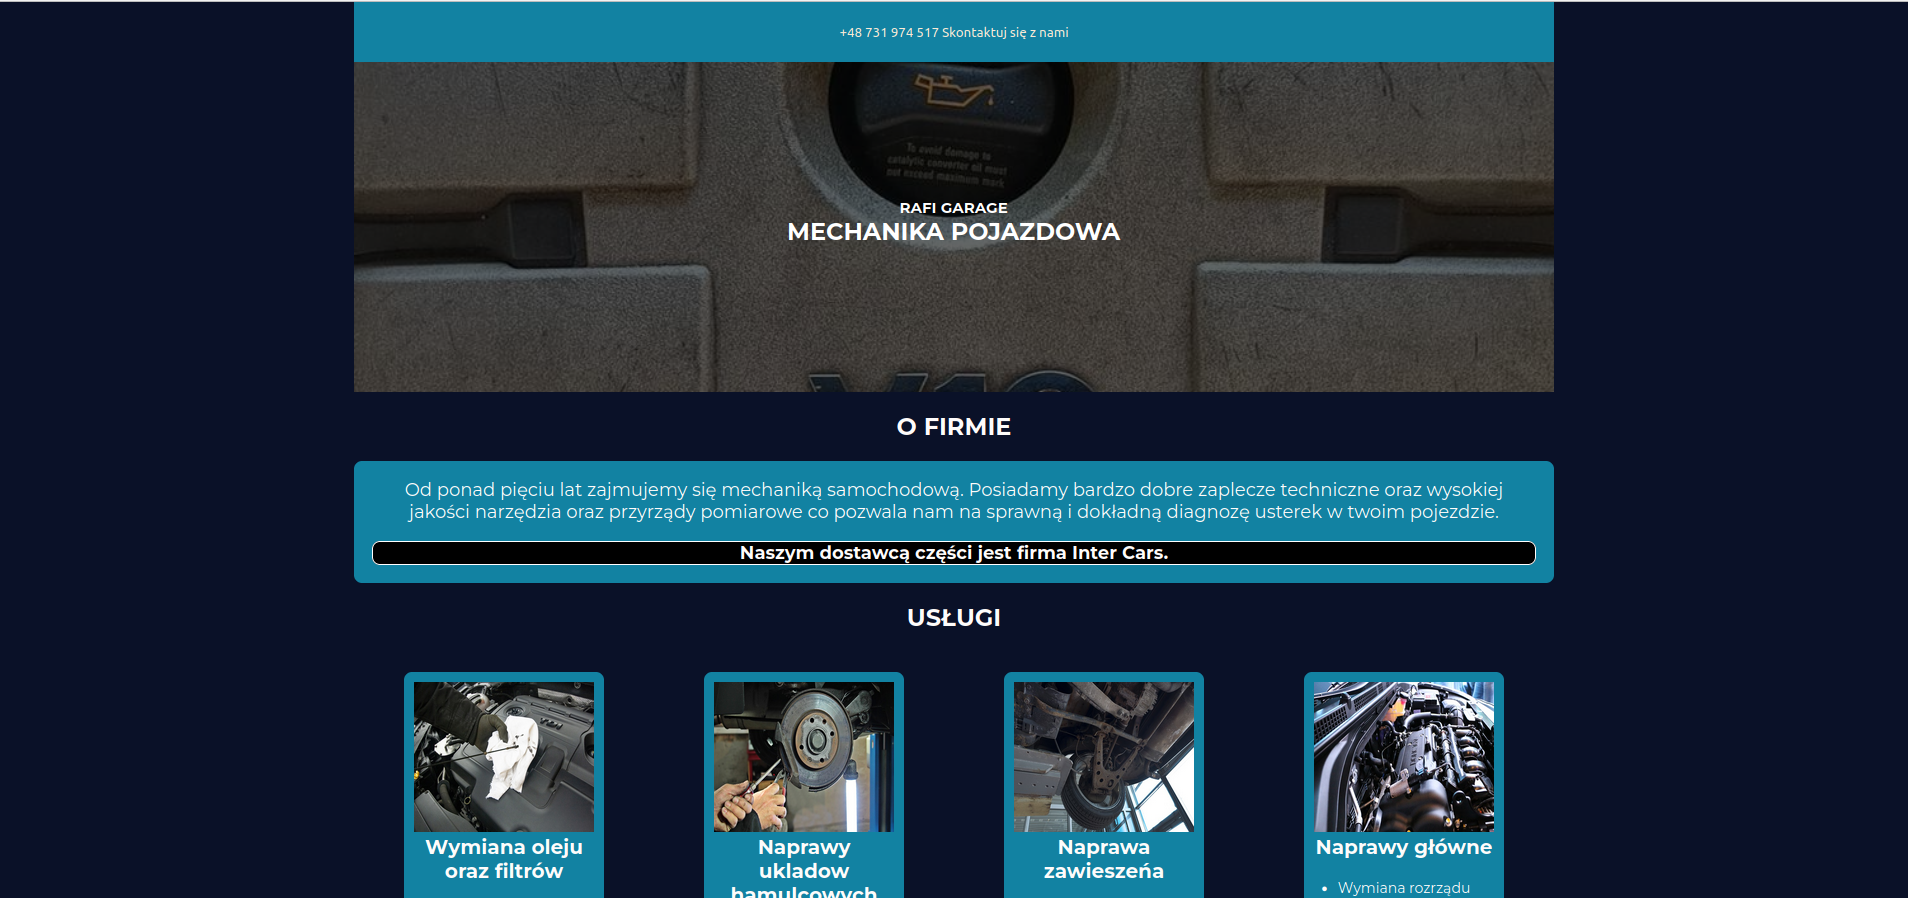 +48 731 974 517 Skontaktuj się z nami
To avoid damage to
catalytic converter oil must
not exceed maximum mark
RAFI GARAGE
MECHANIKA POJAZDOWA
O FIRMIE
Od ponad pięciu lat zajmujemy się mechaniką samochodową. Posiadamy bardzo dobre zaplecze techniczne oraz wysokiej
jakości narzędzia oraz przyrządy pomiarowe co pozwala nam na sprawną i dokładną diagnozę usterek w twoim pojezdzie.
Naszym dostawcą części jest firma Inter Cars.
USŁUGI
Wymiana oleju
oraz filtrów
Naprawy
ukladow
hamulcowych
Naprawa
zawieszeńa
Naprawy główne
• Wymiana rozrządu